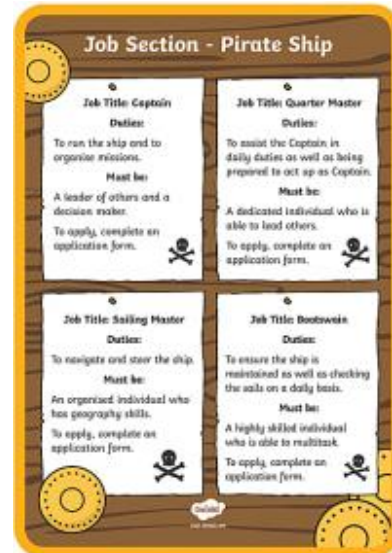 Job Section - Pirate Ship
Job Title: Captain
Duties:
To run the ship and to
organise missions.
Must be:
A leader of others and a
decision maker.
To apply, complete an
application form.
Job Title: Quarter Master
Duties:
To assist the Captain in
daily duties as well as being
prepared to act up as Captain.
Must be:
A dedicated individual who is
able to lead others.
To apply, complete an
application form.
Job Title: Sailing Master
Duties:
To navigate and steer the ship.
Must be:
An organised individual who
has geography skills.
To apply, complete an
application form.
Job Title: Boatswain
Duties:
To ensure the ship is
maintained as well as checking
the sails on a daily basis.
Must be:
A highly skilled individual
who is able to multitask.
To apply, complete an
application form.
twinkl